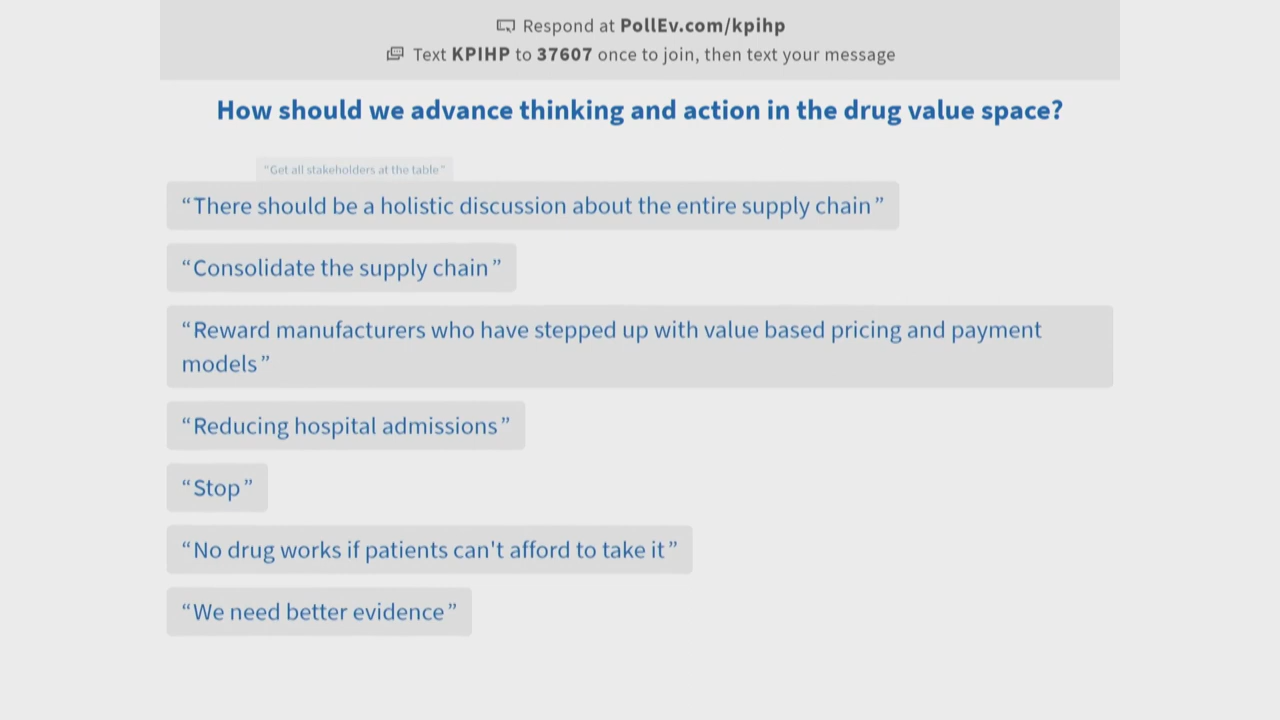 Respond at PollEv.com/kpihp
Text KPIHP to 37607 once to join, then text your message
How should we advance thinking and action in the drug value space?
“Get all stakeholders at the table”
“There should be a holistic discussion about the entire supply chain”
“Consolidate the supply chain”
“Reward manufacturers who have stepped up with value based pricing and payment
models”
“Reducing hospital admissions”
“Stop”
“No drug works if patients can't afford to take it”
“We need better evidence”